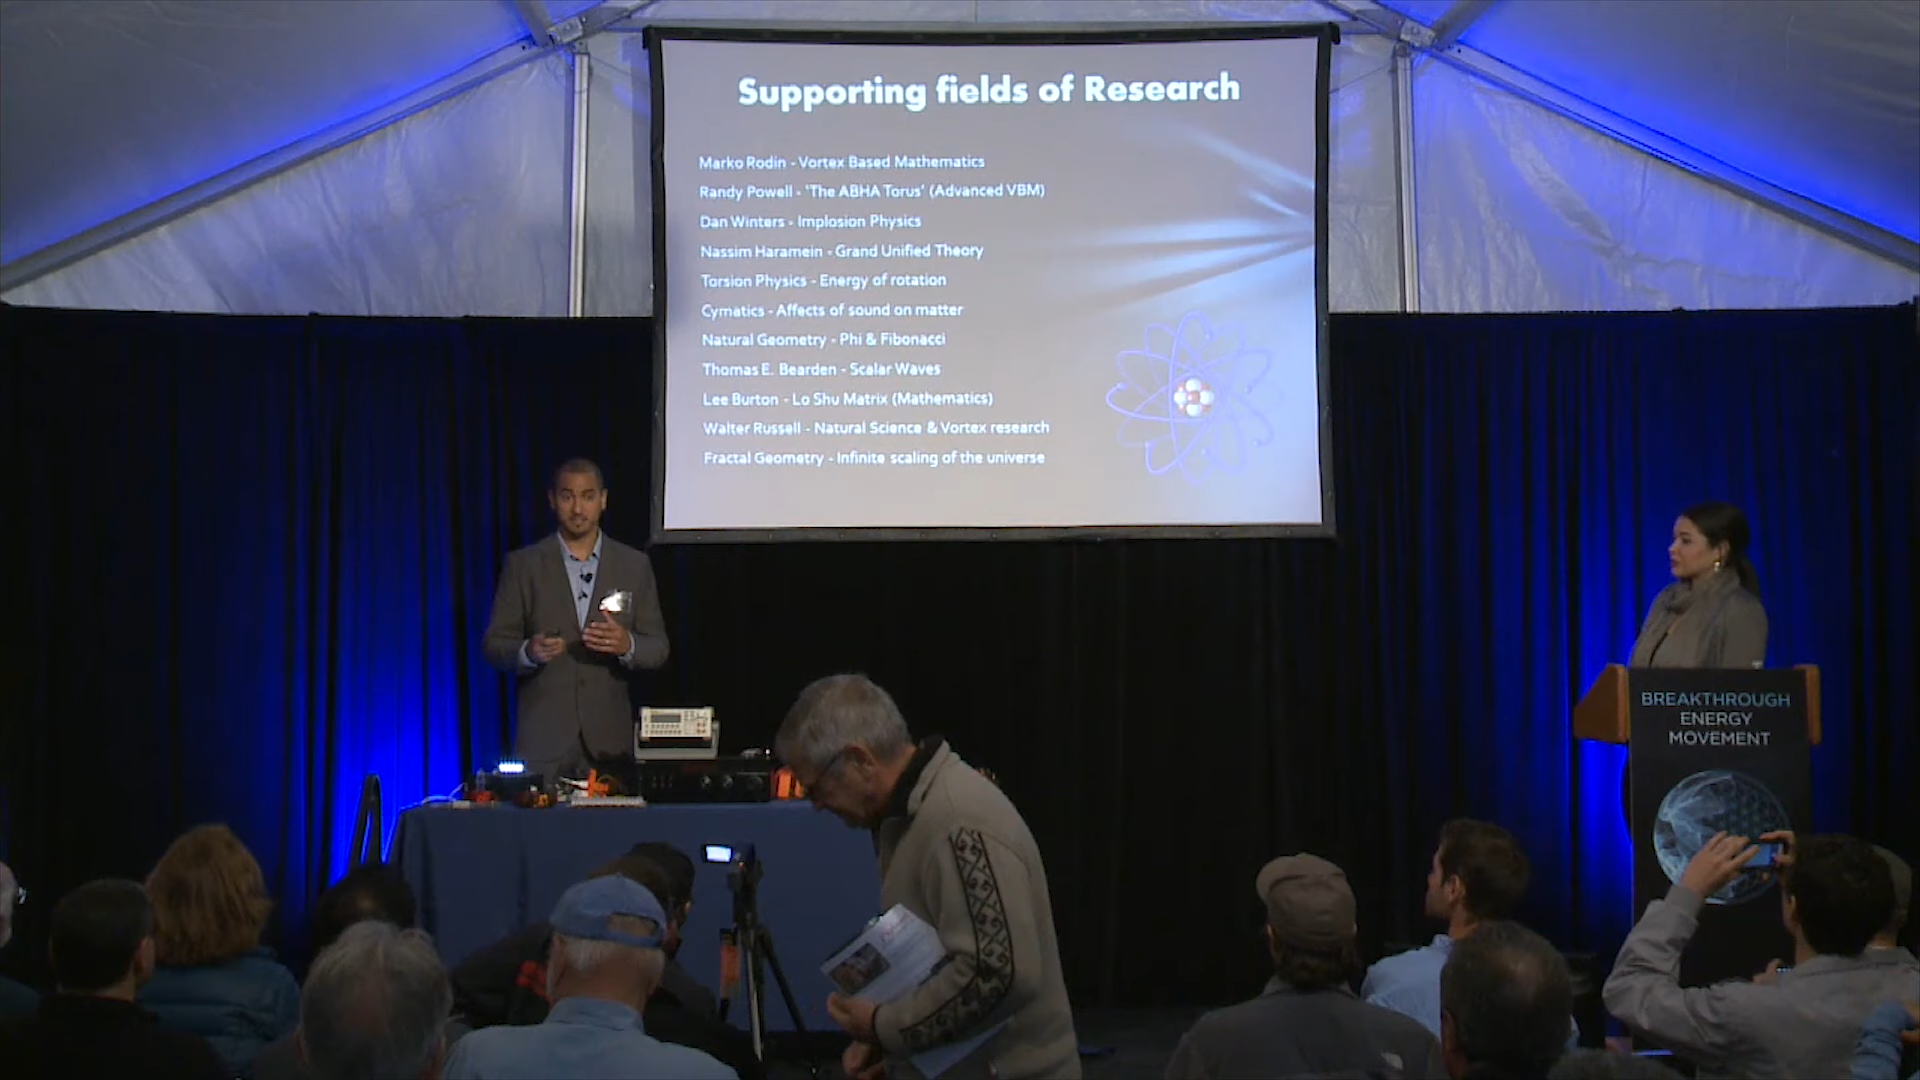 Supporting fields of Research
Marko Rodin - Vortex Based Mathematics
Randy Powell - 'The ABHA Torus' (Advanced VBM)
Dan Winters - Implosion Physics
Nassim Haramein - Grand Unified Theory
Torsion Physics - Energy of rotation
Cymatics - Affects of sound on matter
Natural Geometry - Phi & Fibonacci
Thomas E. Bearden - Scalar Waves
Lee Burton - Lo Shu Matrix (Mathematics)
Walter Russell - Natural Science & Vortex research
Fractal Geometry - Infinite scaling of the universe
BREAKTHROUGH
ENERGY
MOVEMENT